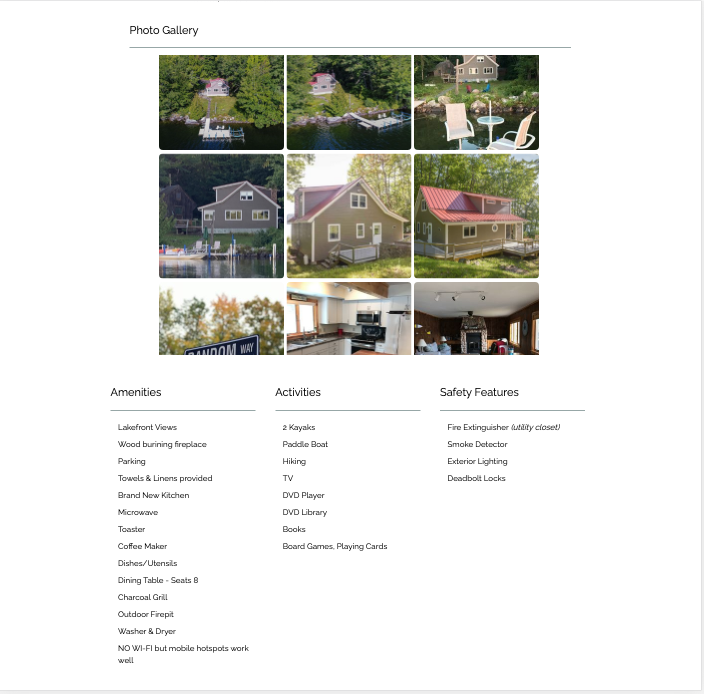 Photo Gallery
RANDOM WAY
Amenities
Lakefront Views
Wood burining fireplace
Parking
Towels & Linens provided
Brand New Kitchen
Microwave
Toaster
Coffee Maker
Dishes/Utensils
Dining Table - Seats 8
Charcoal Grill
Outdoor Firepit
Washer & Dryer
NO WI-FI but mobile hotspots work
well
Activities
2 Kayaks
Paddle Boat
Hiking
TV
DVD Player
DVD Library
Books
Board Games, Playing Cards
Safety Features
Fire Extinguisher (utility closet)
Smoke Detector
Exterior Lighting
Deadbolt Locks